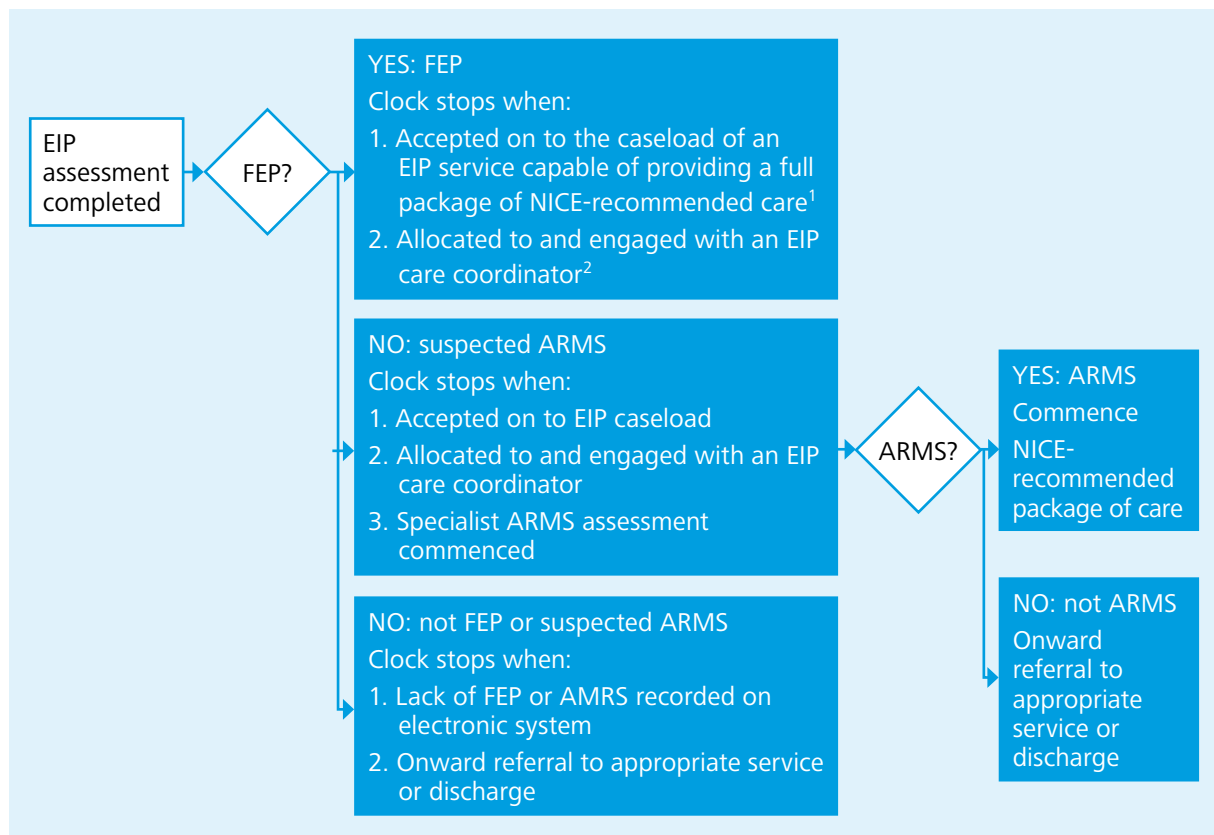 EIP
assessment
completed
FEP?
YES: FEP
Clock stops when:
1. Accepted on to the caseload of an
EIP service capable of providing a full
package of NICE-recommended care1
2. Allocated to and engaged with an EIP
care coordinator2
NO: suspected ARMS
Clock stops when:
1. Accepted on to EIP caseload
2. Allocated to and engaged with an EIP
care coordinator
3. Specialist ARMS assessment
commenced
ARMS?
YES: ARMS
Commence
NICE-
recommended
package of care
NO: not ARMS
Onward
referral to
appropriate
service or
discharge
NO: not FEP or suspected ARMS
Clock stops when:
1. Lack of FEP or AMRS recorded on
electronic system
2. Onward referral to appropriate service
or discharge